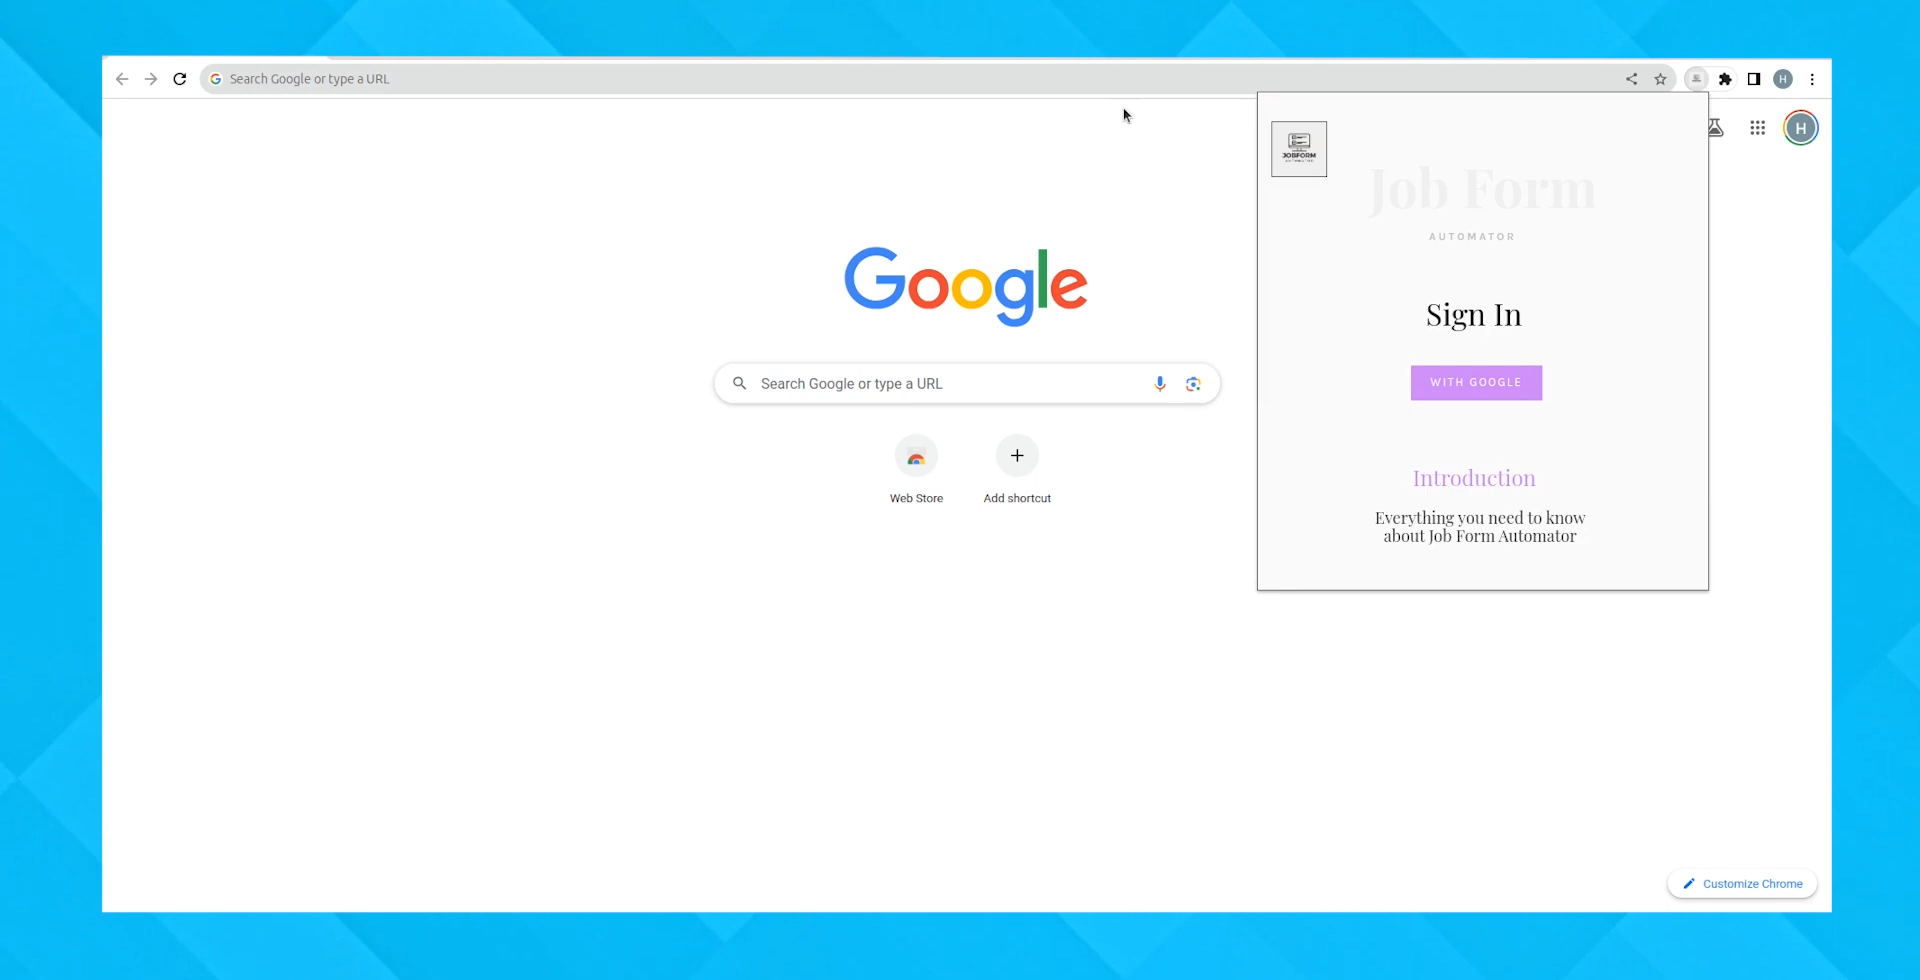 Search Google or type a URL
H
H
JOBFORM
Job Form
AUTOMATOR
Sign In
WITH GOOGLE
Introduction
Everything you need to know
about Job Form Automator
Google
Search Google or type a URL
Web Store
Add shortcut
Customize Chrome